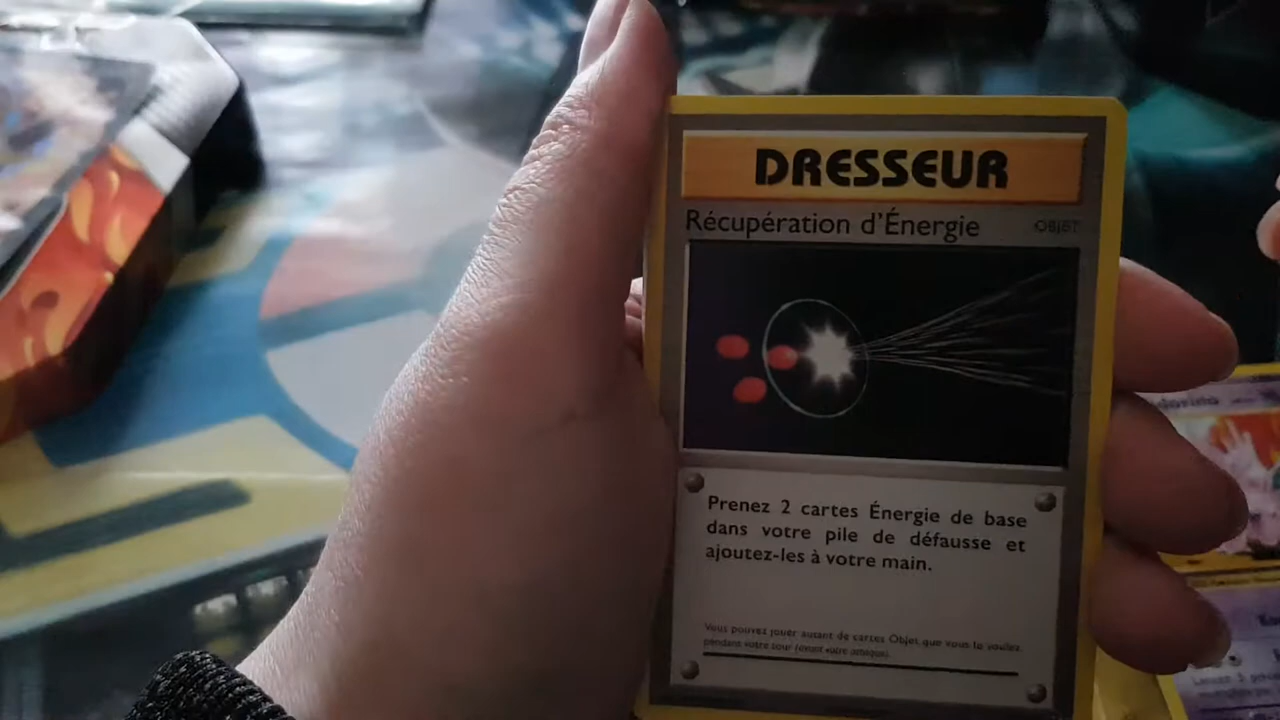 DRESSEUR
Récupération d'Énergie
OBJET
Prenez 2 cartes Énergie de base
dans votre pile de défausse et
ajoutez-les à votre main.
Vous pouvez jouer autant de cartes Objet que vous le voulez
pendant votre tour (avant votre attaque).